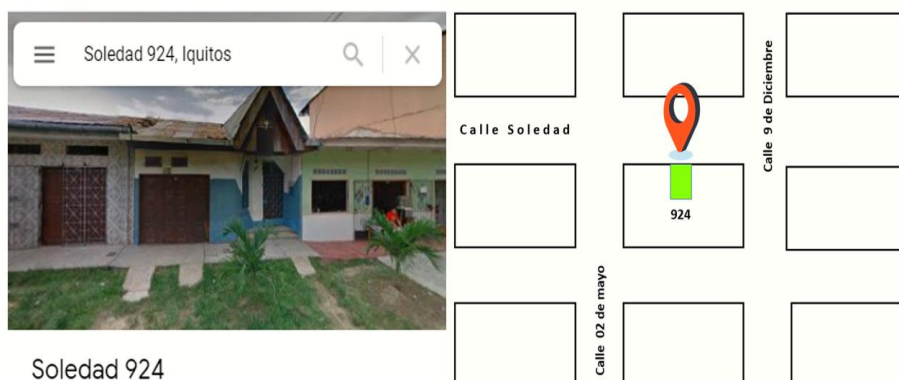 Soledad 924, Iquitos
Soledad 924
Calle Soledad
Calle 9 de Diciembre
924
Calle 02 de mayo